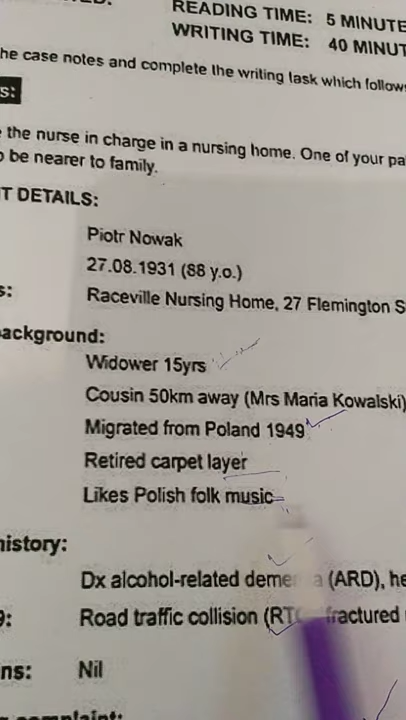 READING TIME: 5 MINUTE
WRITING TIME: 40 MINUT
he case notes and complete the writing task which follow
s:
the nurse in charge in a nursing home. One of your pa
o be nearer to family.
T DETAILS:
Piotr Nowak
27.08.1931 (88 y.o.)
s: Raceville Nursing Home, 27 Flemington S
ackground:
Widower 15yrs
Cousin 50km away (Mrs Maria Kowalski)
Migrated from Poland 1949
Retired carpet layer
Likes Polish folk music
history:
Dx alcohol-related deme a (ARD), he
9: Road traffic collision (RT fractured
ns: Nil
complaint: